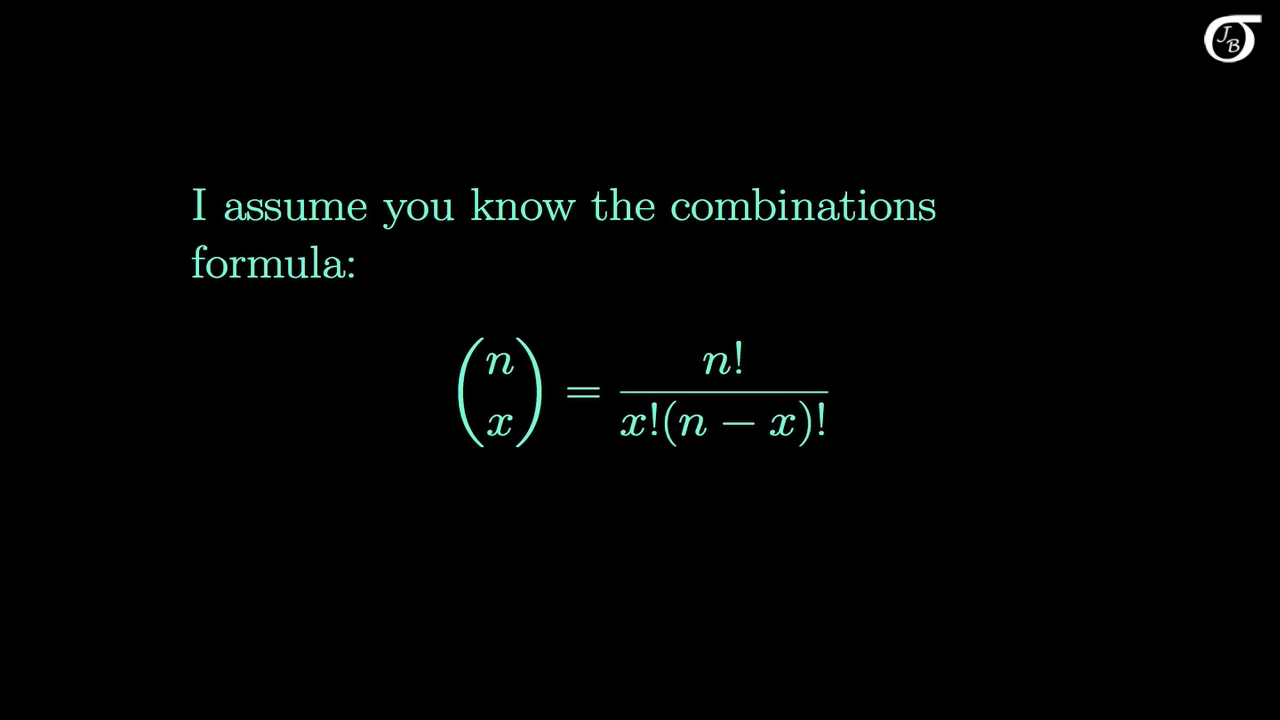 J
B
I assume you know the combinations
formula:
(n x) = n! / x!(n − x)!